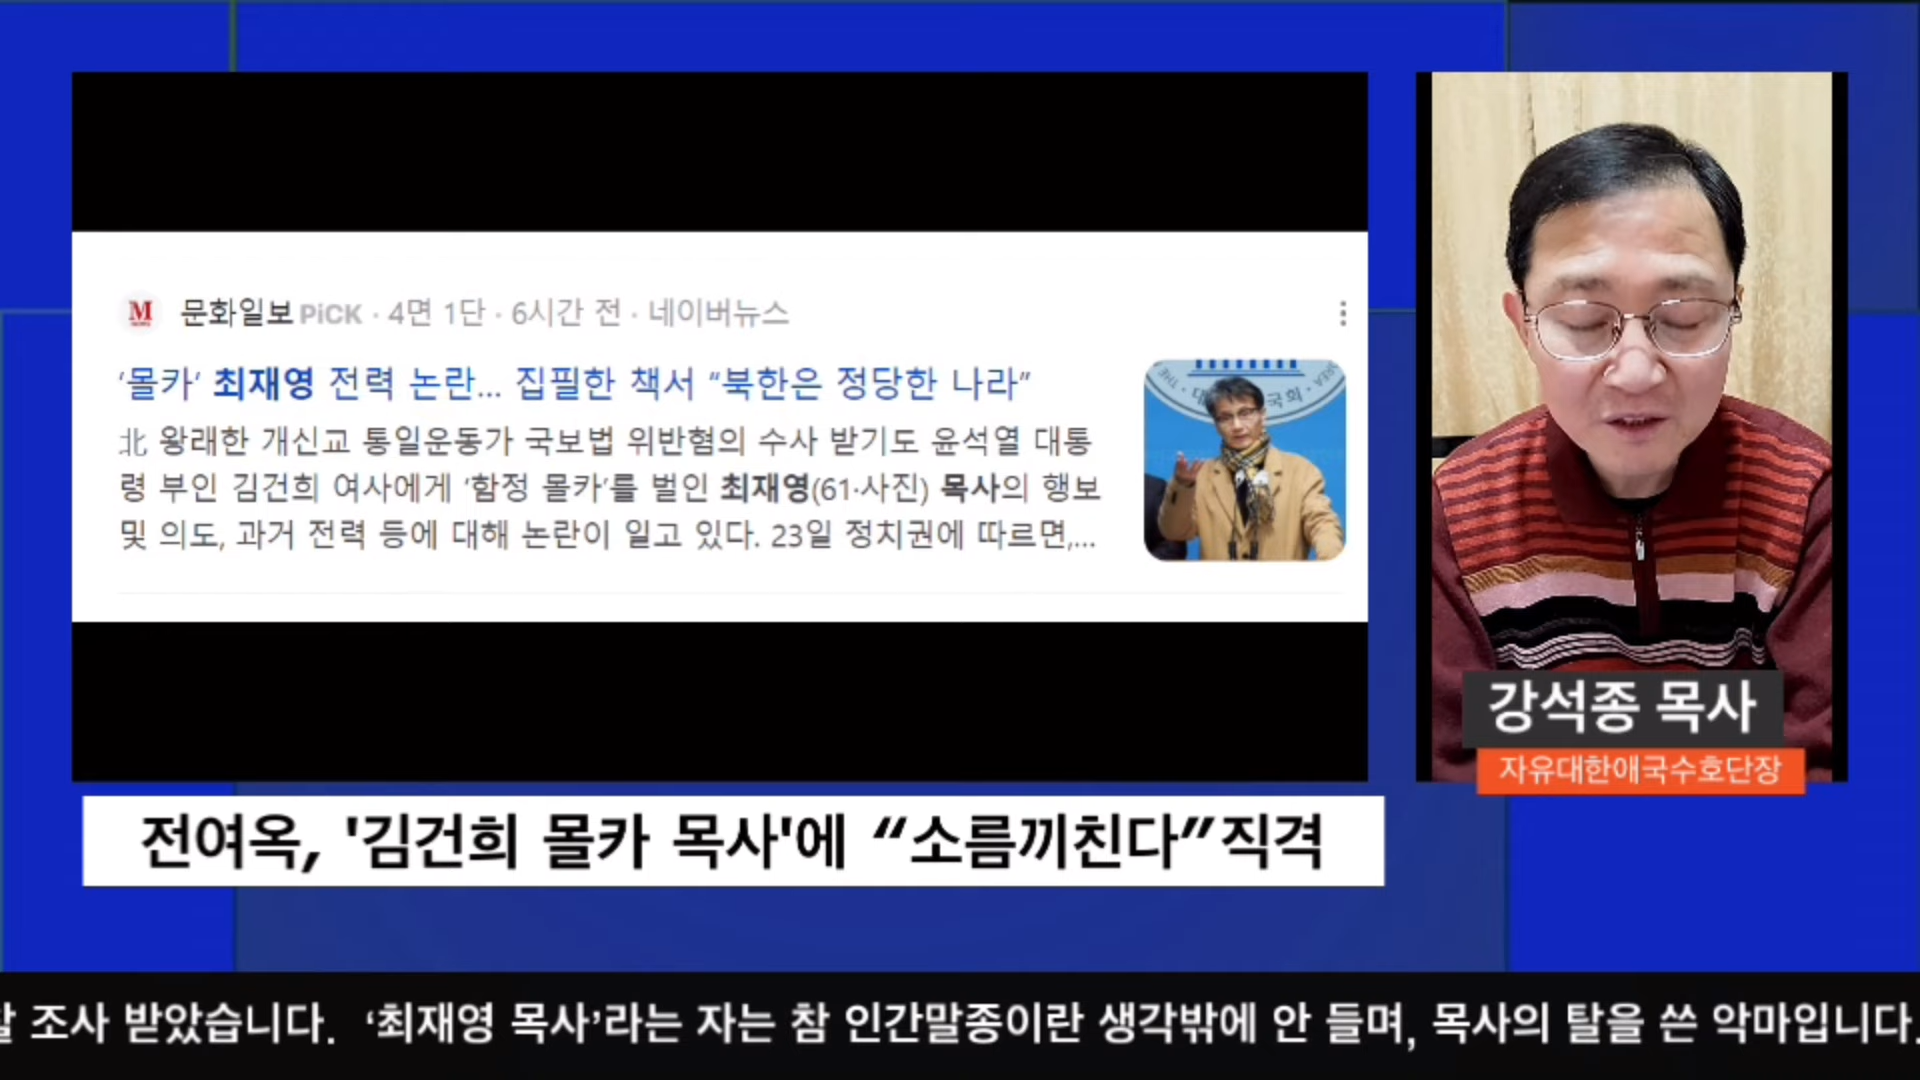 M 문화일보 PiCK · 4면 1단 · 6시간 전 · 네이버뉴스
‘몰카’ 최재영 전력 논란... 집필한 책서 “북한은 정당한 나라”
北 왕래한 개신교 통일운동가 국보법 위반혐의 수사 받기도 윤석열 대통
령 부인 김건희 여사에게 ‘함정 몰카’를 벌인 최재영(61·사진) 목사의 행보
및 의도, 과거 전력 등에 대해 논란이 일고 있다. 23일 정치권에 따르면,...
강석종 목사
자유대한애국수호단장
전여옥, '김건희 몰카 목사'에 “소름끼친다”직격
조사 받았습니다. ‘최재영 목사’라는 자는 참 인간말종이란 생각밖에 안 들며, 목사의 탈을 쓴 악마입니다.